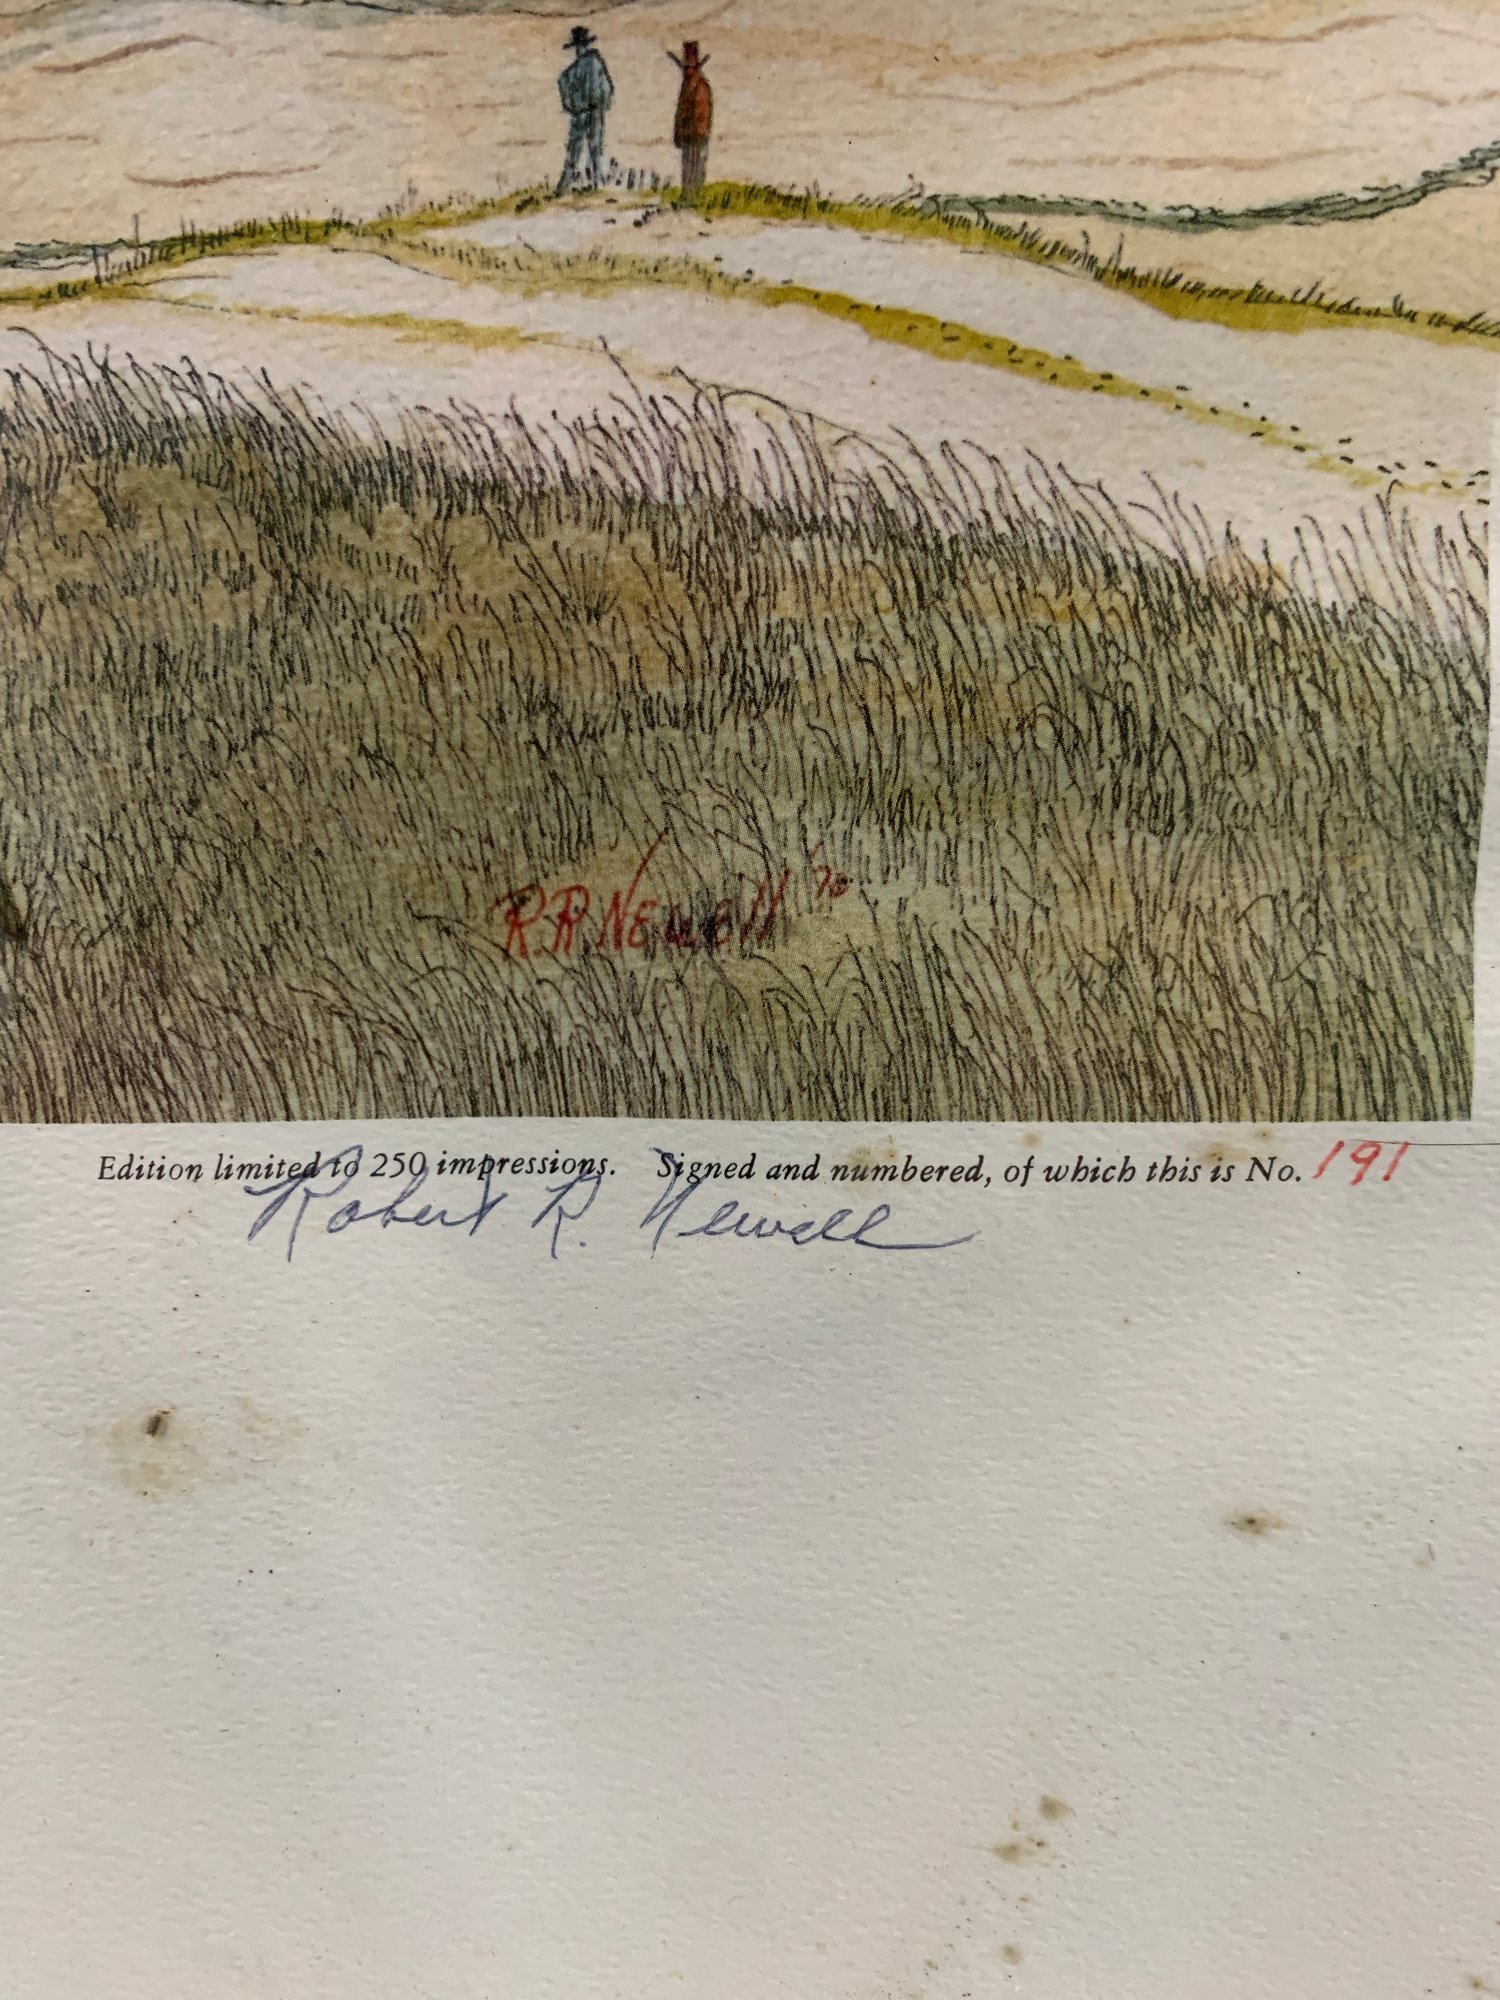 R.R. NEWEll '70
Edition limited to 250 impressions. Signed and numbered, of which this is No. 191
Robert R. Newell